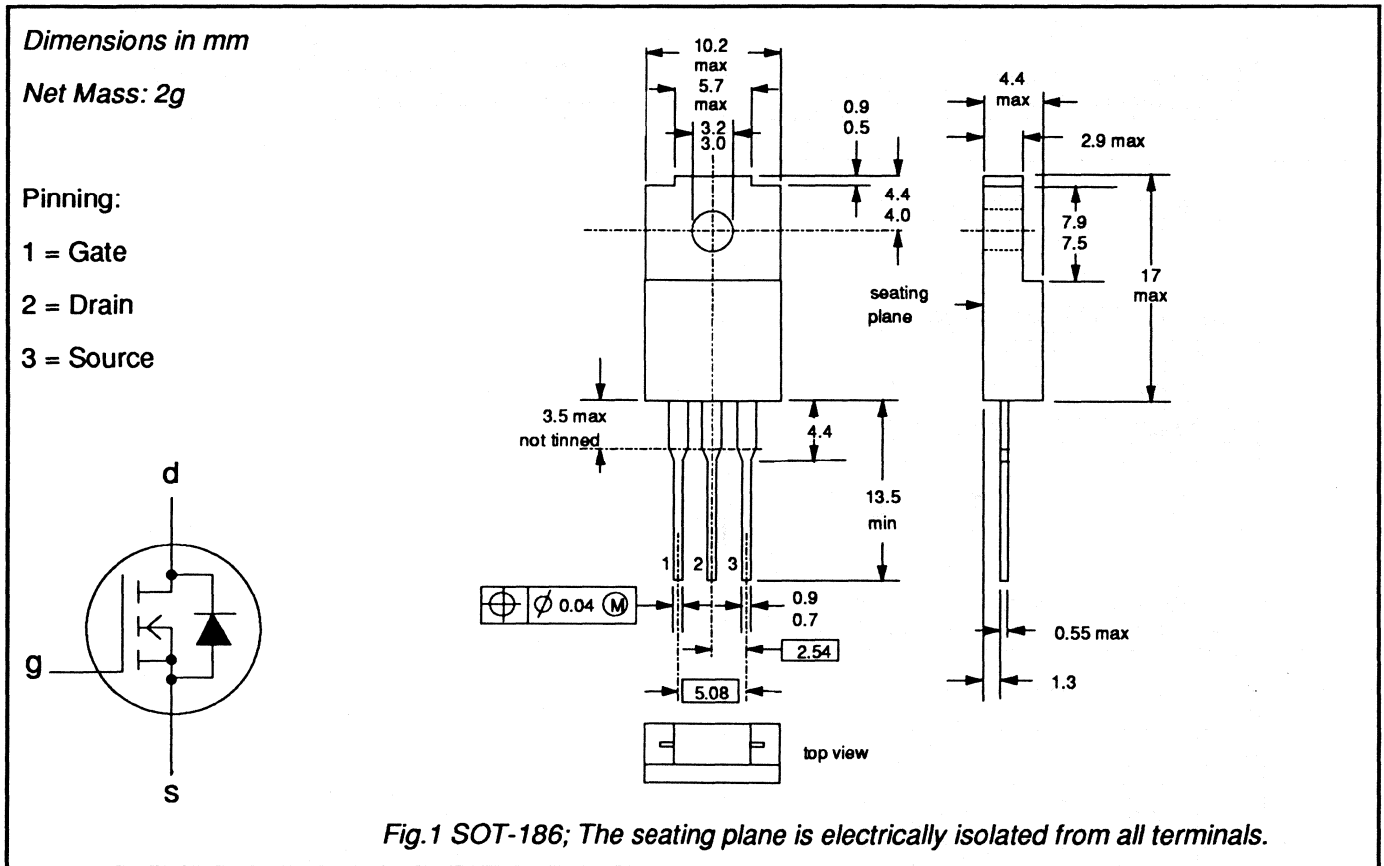 Dimensions in mm
Net Mass: 2g
Pinning:
1 = Gate
2 = Drain
3 = Source
d
g
s
10.2
max
5.7
max
3.2
3.0
0.9
0.5
4.4
4.0
seating
plane
3.5 max
not tinned
4.4
13.5
min
1 2 3
⌖ Ø 0.04 Ⓜ
0.9
0.7
2.54
5.08
top view
4.4
max
2.9 max
7.9
7.5
17
max
0.55 max
1.3
Fig.1 SOT-186; The seating plane is electrically isolated from all terminals.